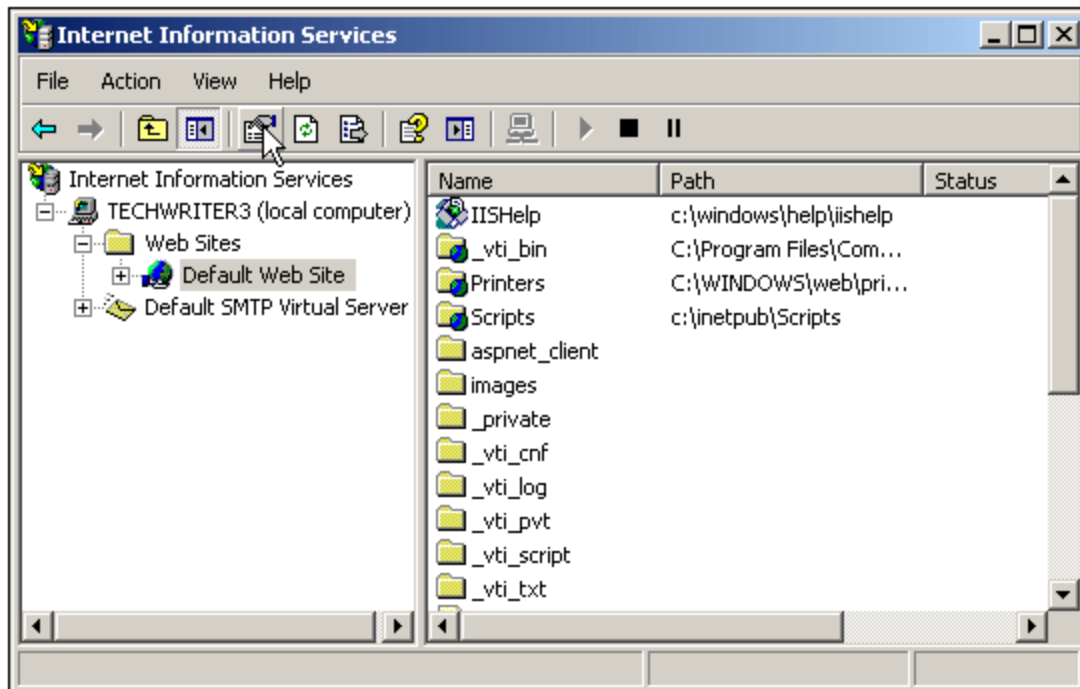 Internet Information Services
File Action View Help
Internet Information Services
TECHWRITER3 (local computer)
Web Sites
Default Web Site
Default SMTP Virtual Server
Name Path Status
IISHelp c:\windows\help\iishelp
_vti_bin C:\Program Files\Com...
Printers C:\WINDOWS\web\pri...
Scripts c:\inetpub\Scripts
aspnet_client
images
_private
_vti_cnf
_vti_log
_vti_pvt
_vti_script
_vti_txt